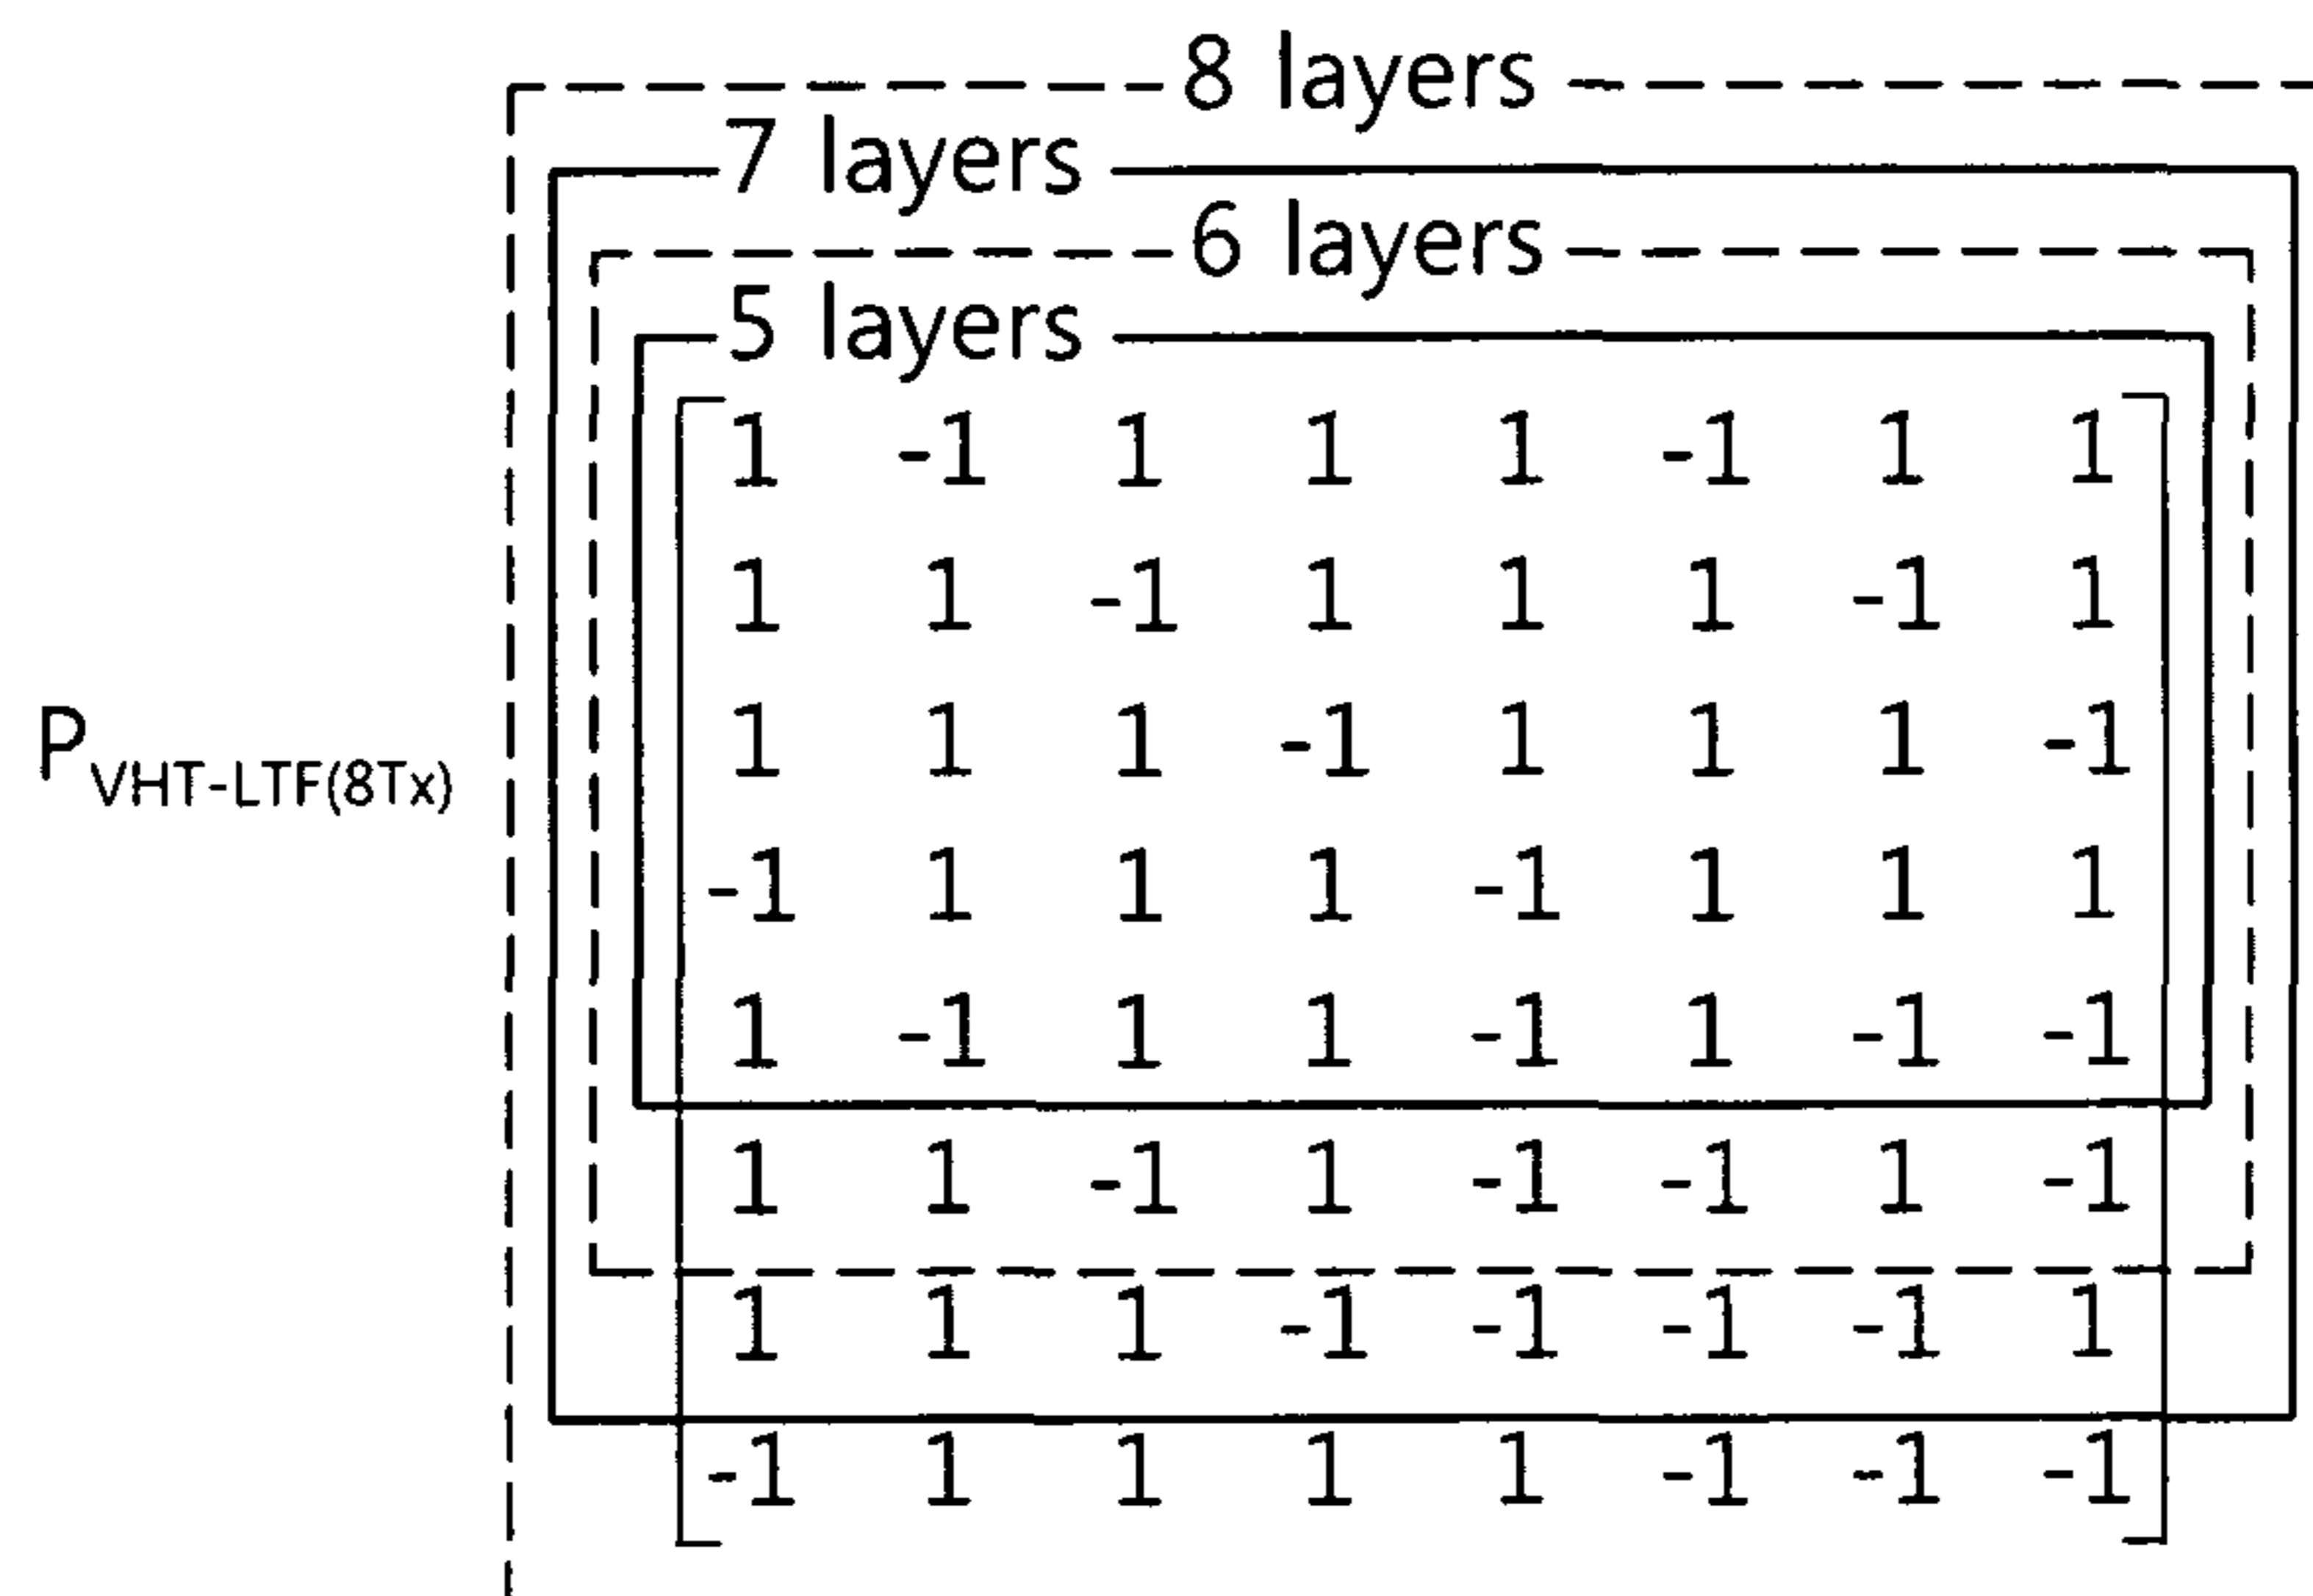 8 layers
7 layers
6 layers
5 layers
1 -1 1 1 1 -1 1 1
1 1 -1 1 1 1 -1 1
1 1 1 -1 1 1 1 -1
P VHT-LTF(8Tx)
-1 1 1 1 -1 1 1 1
1 -1 1 1 -1 1 -1 -1
1 1 -1 1 -1 -1 1 -1
1 1 1 -1 -1 -1 -1 1
-1 1 1 1 1 -1 -1 -1